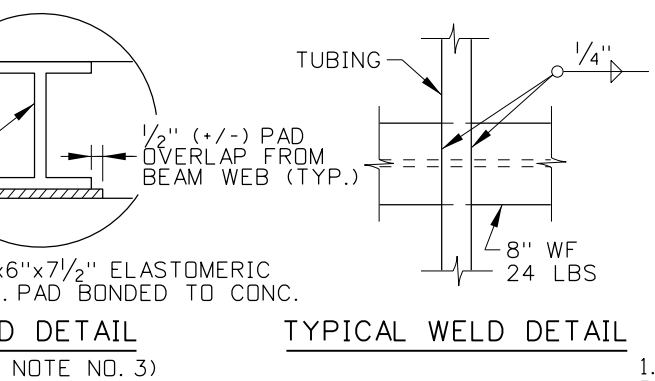 TUBING
1/4"
1/2" (+/-) PAD
OVERLAP FROM
BEAM WEB (TYP.)
8" WF
24 LBS
x6"x7 1/2" ELASTOMERIC
. PAD BONDED TO CONC.
D DETAIL
NOTE NO. 3)
TYPICAL WELD DETAIL
1.